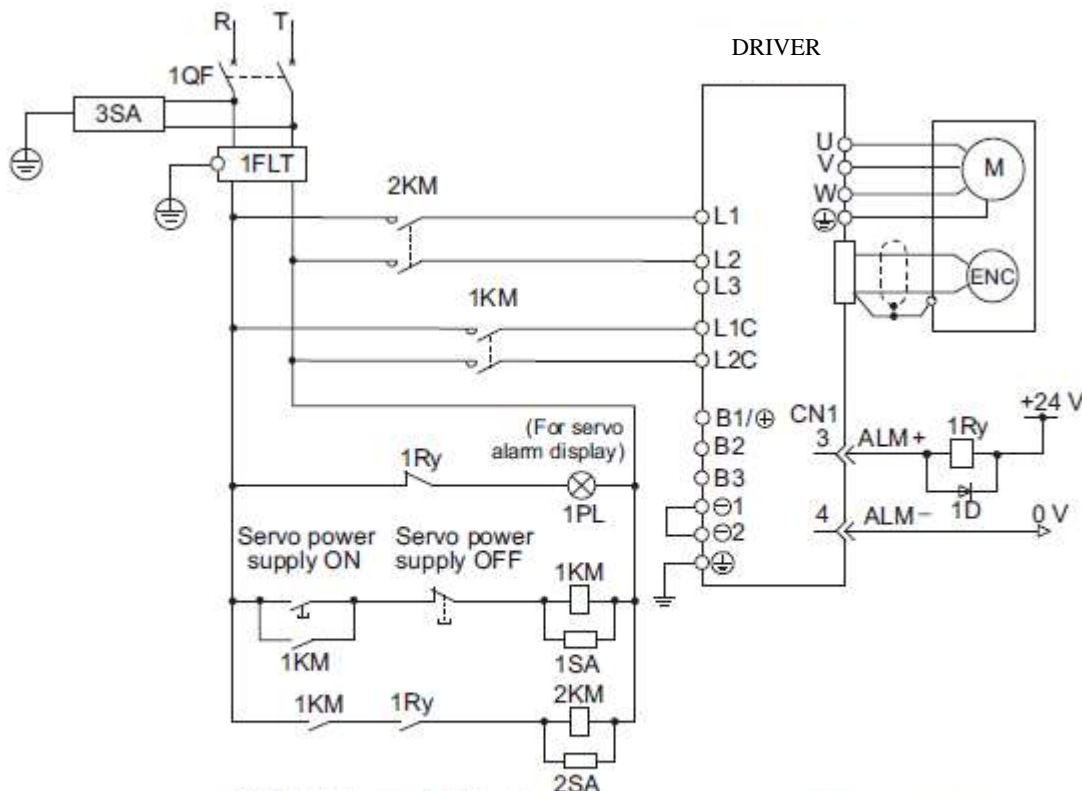 R T
DRIVER
1QF
3SA
1FLT
U
V
W
M
2KM
L1
L2
L3
ENC
1KM
L1C
L2C
B1/⊕ CN1
+24 V
(For servo
alarm display)
3 ALM+ 1Ry
1Ry
B2
B3
1PL
1D
⊖1
4 ALM− 0 V
⊖2
Servo power
supply ON
Servo power
supply OFF
1KM
1KM
1SA
1KM 1Ry 2KM
2SA